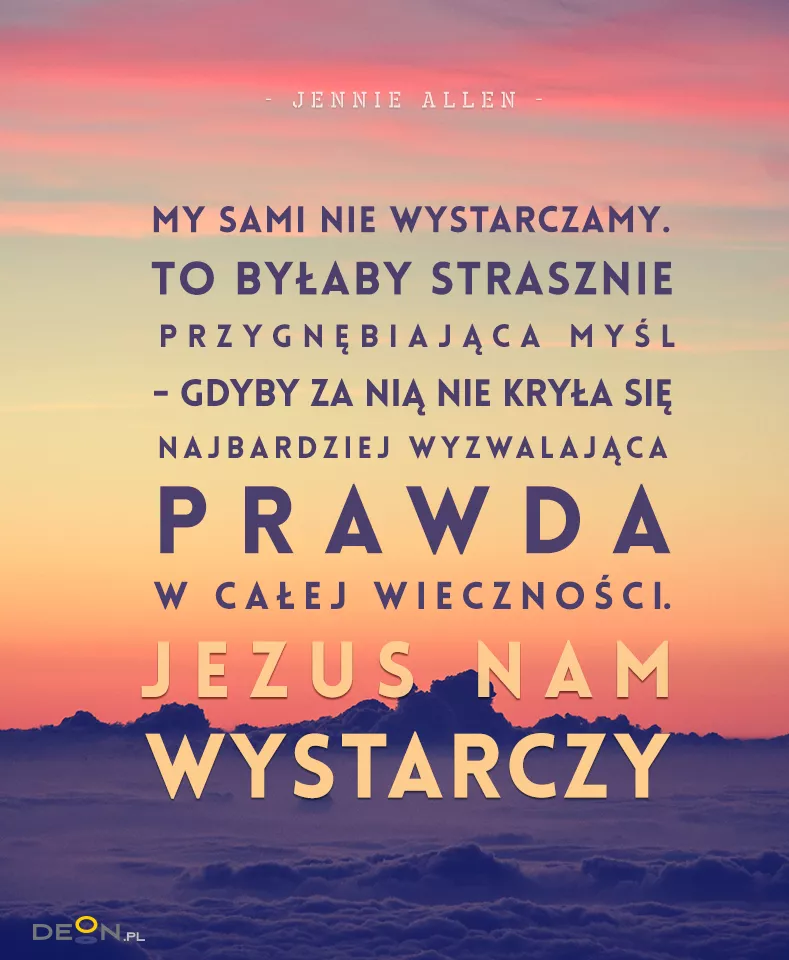 - JENNIE ALLEN -
MY SAMI NIE WYSTARCZAMY.
TO BYŁABY STRASZNIE
PRZYGNĘBIAJĄCA MYŚL
- GDYBY ZA NIĄ NIE KRYŁA SIĘ
NAJBARDZIEJ WYZWALAJĄCA
PRAWDA
W CAŁEJ WIECZNOŚCI.
JEZUS NAM
WYSTARCZY
DEON.PL